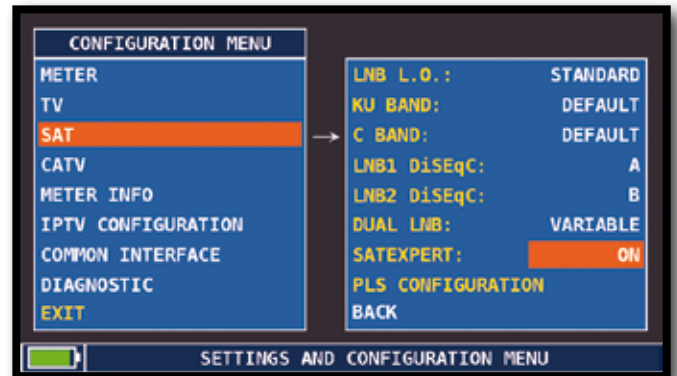 CONFIGURATION MENU
METER
TV
SAT
CATV
METER INFO
IPTV CONFIGURATION
COMMON INTERFACE
DIAGNOSTIC
EXIT
LNB L.O.: STANDARD
KU BAND: DEFAULT
C BAND: DEFAULT
LNB1 DiSEqC: A
LNB2 DiSEqC: B
DUAL LNB: VARIABLE
SATEXPERT: ON
PLS CONFIGURATION
BACK
SETTINGS AND CONFIGURATION MENU